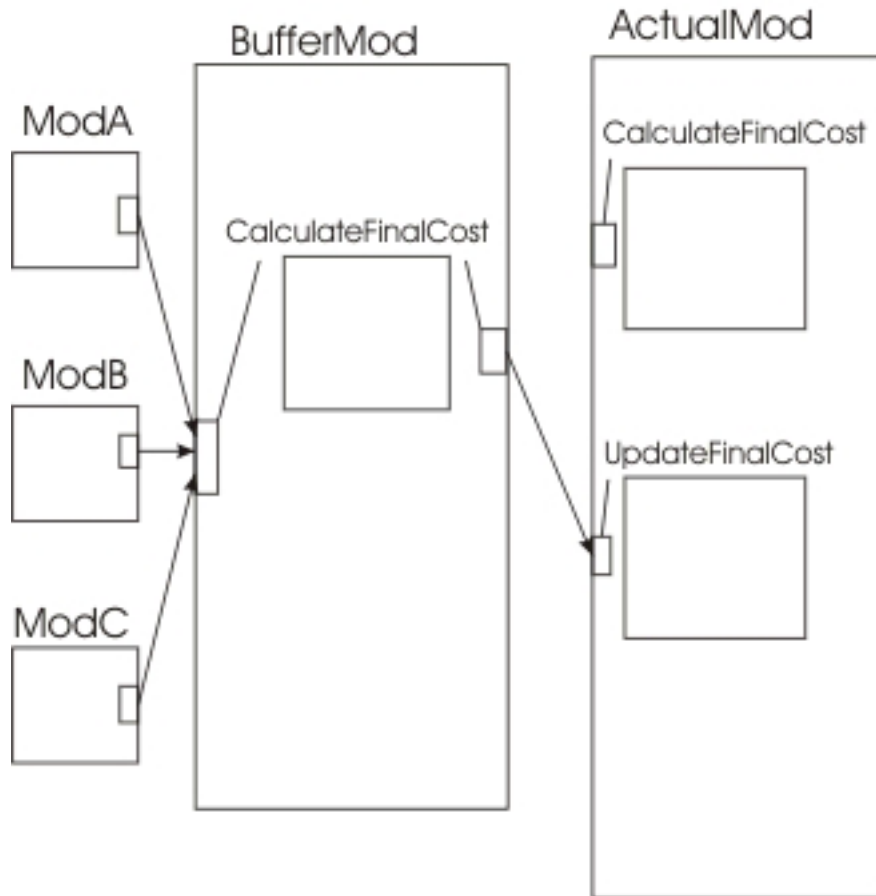 BufferMod
ActualMod
ModA
CalculateFinalCost
CalculateFinalCost
ModB
UpdateFinalCost
ModC